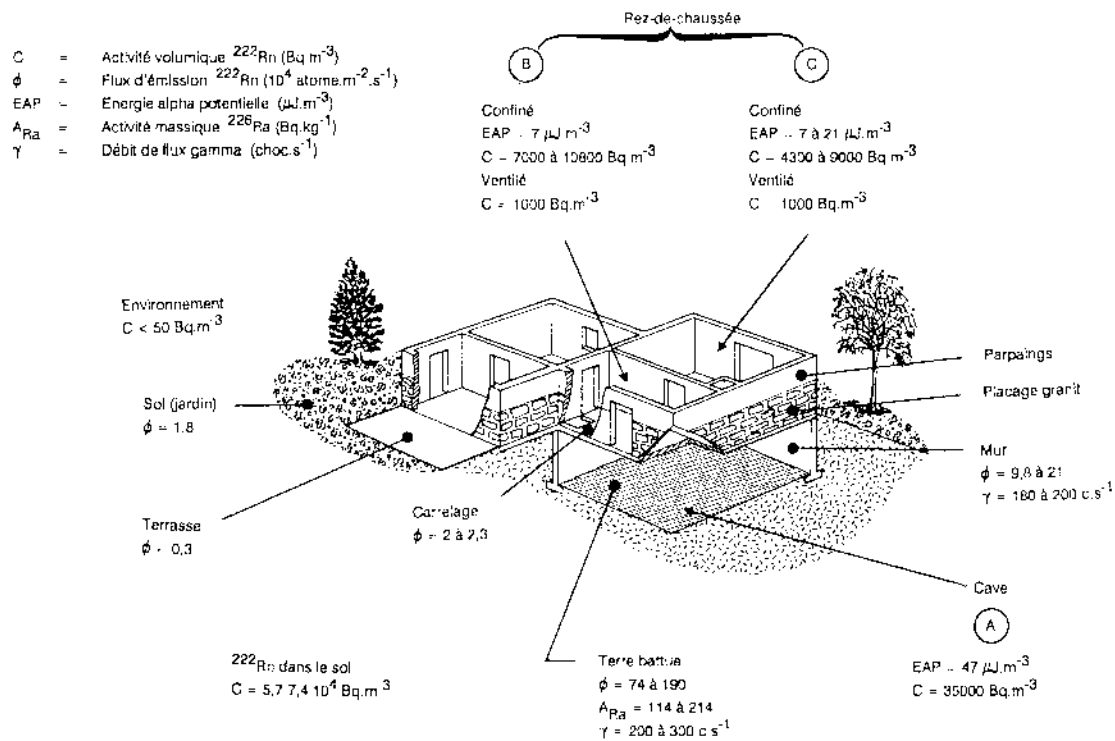 C = Activité volumique ²²²Rn (Bq m⁻³)
ϕ = Flux d'émission ²²²Rn (10⁴ atome.m⁻².s⁻¹)
EAP = Energie alpha potentielle (µJ.m⁻³)
A_Ra = Activité massique ²²⁶Ra (Bq.kg⁻¹)
γ = Débit de flux gamma (choc.s⁻¹)
Rez-de-chaussée
B
Confiné
EAP = 7 µJ m⁻³
C = 7000 à 10800 Bq m⁻³
Ventilé
C = 1000 Bq.m⁻³
C
Confiné
EAP = 7 à 21 µJ.m⁻³
C = 4300 à 9000 Bq m⁻³
Ventilé
C 1000 Bq.m⁻³
Environnement
C < 50 Bq.m⁻³
Sol (jardin)
ϕ = 1.8
Terrasse
ϕ = 0,3
Carrelage
ϕ = 2 à 2,3
Parpaings
Placage granit
Mur
ϕ = 9,8 à 21
γ = 180 à 200 c.s⁻¹
Cave
A
EAP = 47 µJ.m⁻³
C = 35000 Bq.m⁻³
²²²Rn dans le sol
C = 5,7 7,4 10⁴ Bq.m⁻³
Terre battue
ϕ = 74 à 190
A_Ra = 114 à 214
γ = 200 à 300 c s⁻¹